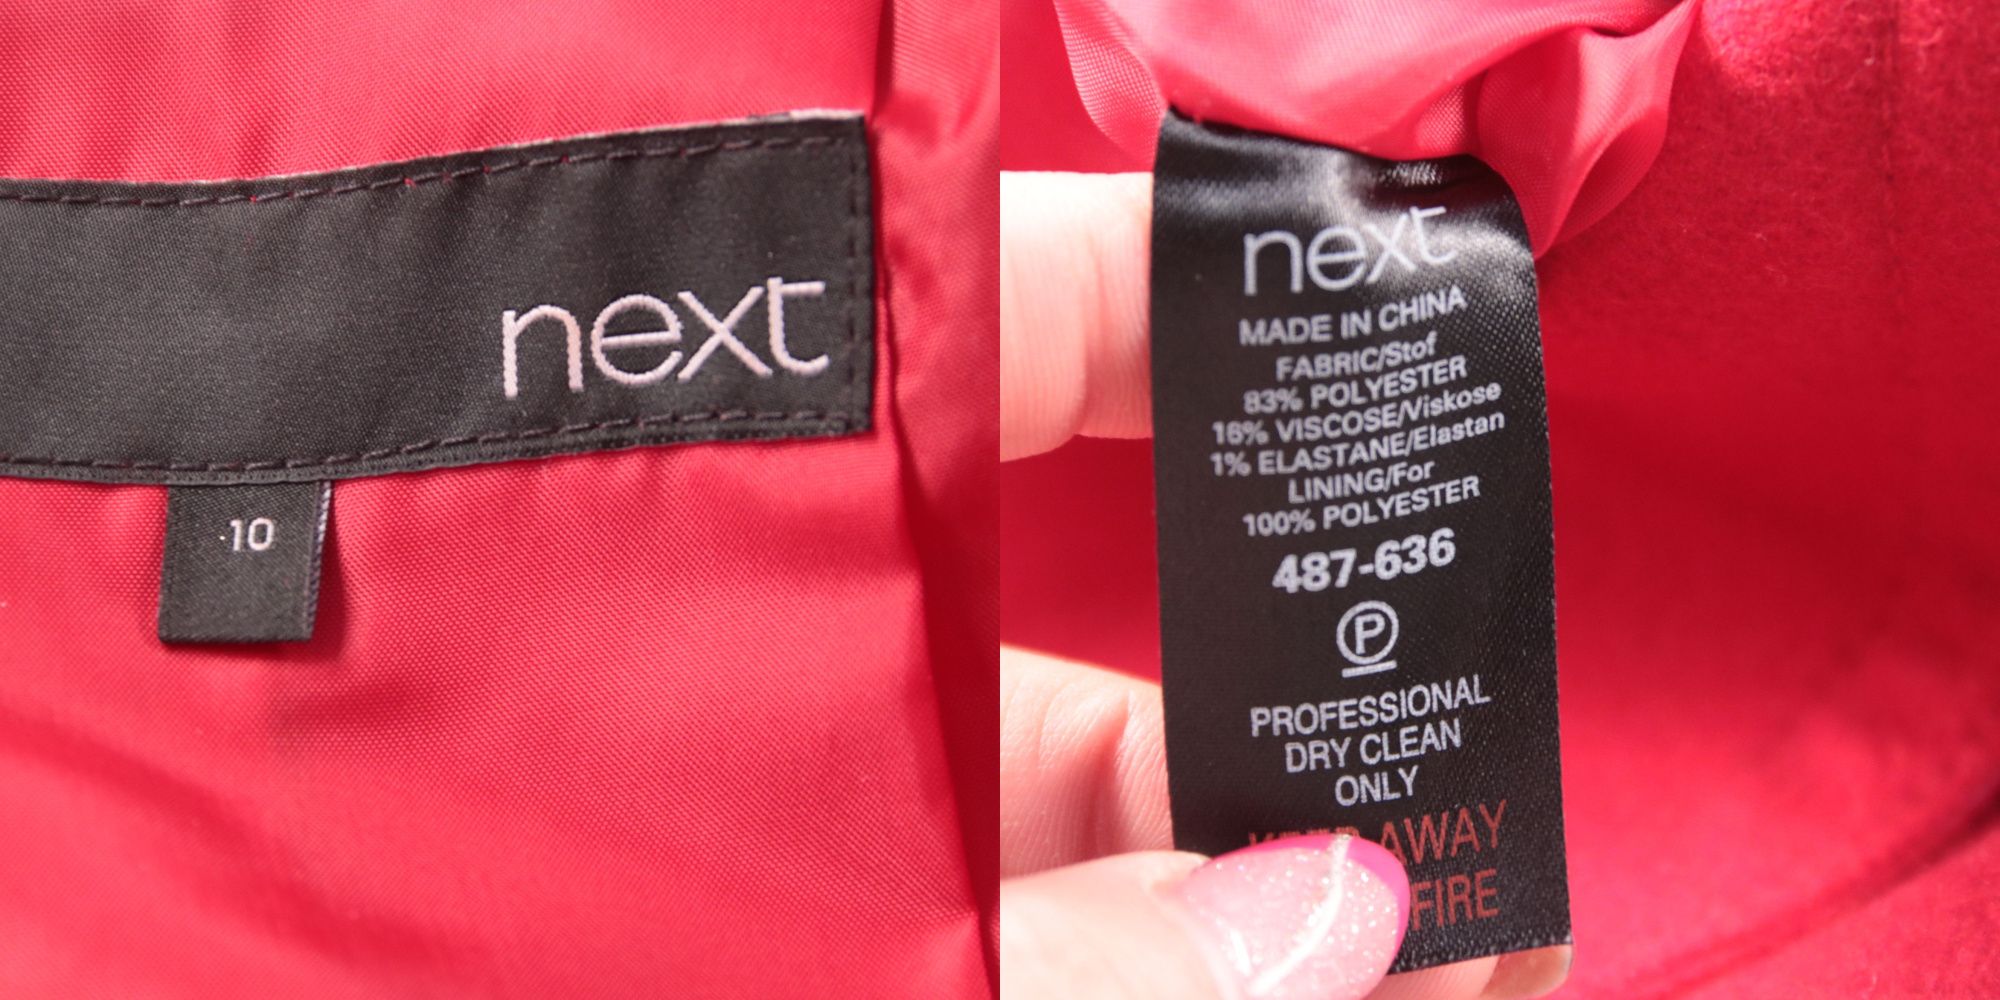 next
10
next
MADE IN CHINA
FABRIC/Stof
83% POLYESTER
16% VISCOSE/Viskose
1% ELASTANE/Elastan
LINING/For
100% POLYESTER
487-636
P
PROFESSIONAL
DRY CLEAN
ONLY
AWAY
FIRE